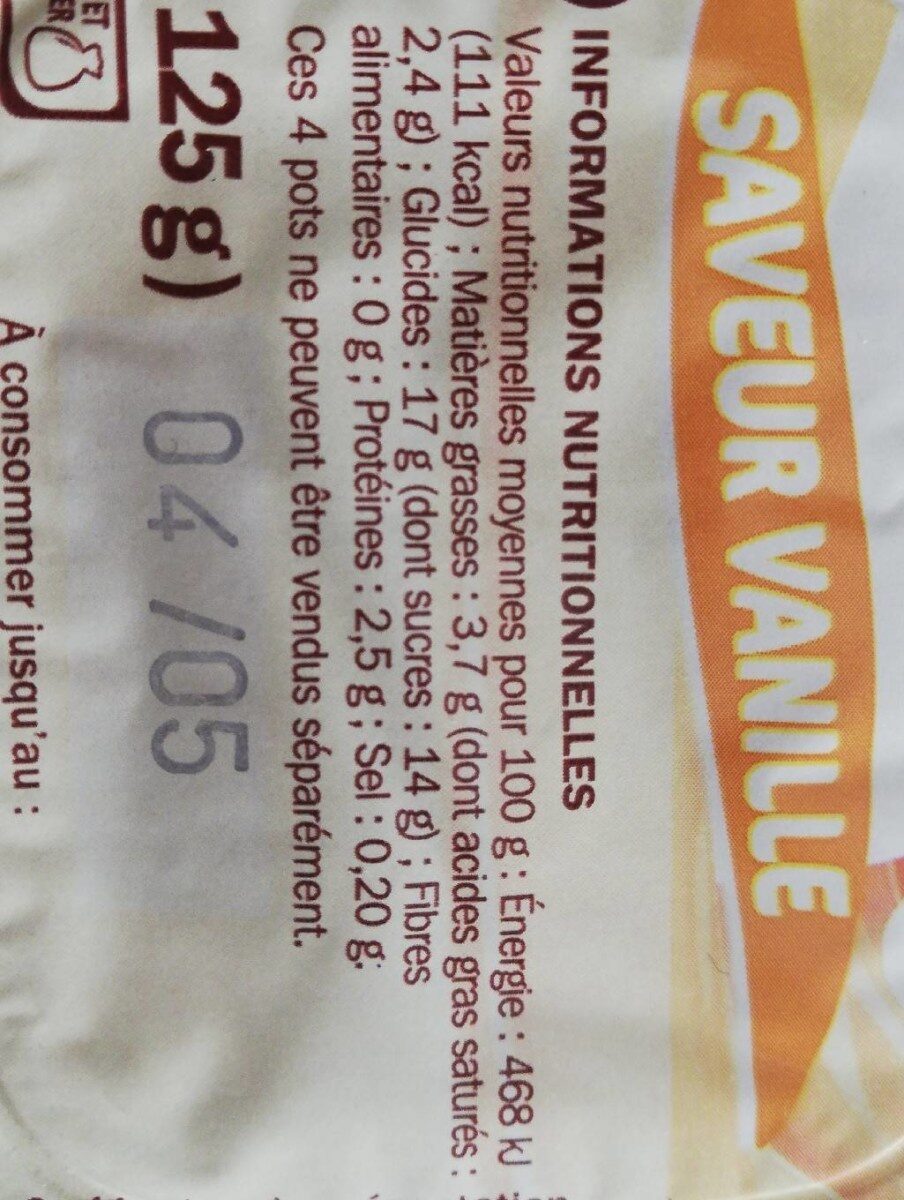 SAVEUR VANILLE
INFORMATIONS NUTRITIONNELLES
Valeurs nutritionnelles moyennes pour 100 g : Énergie : 468 kJ
(111 kcal) ; Matières grasses : 3,7 g (dont acides gras saturés :
2,4 g) ; Glucides : 17 g (dont sucres : 14 g) ; Fibres
alimentaires : 0 g ; Protéines : 2,5 g ; Sel : 0,20 g.
Ces 4 pots ne peuvent être vendus séparément.
125 g)
04/05
ET
ER
À consommer jusqu'au :